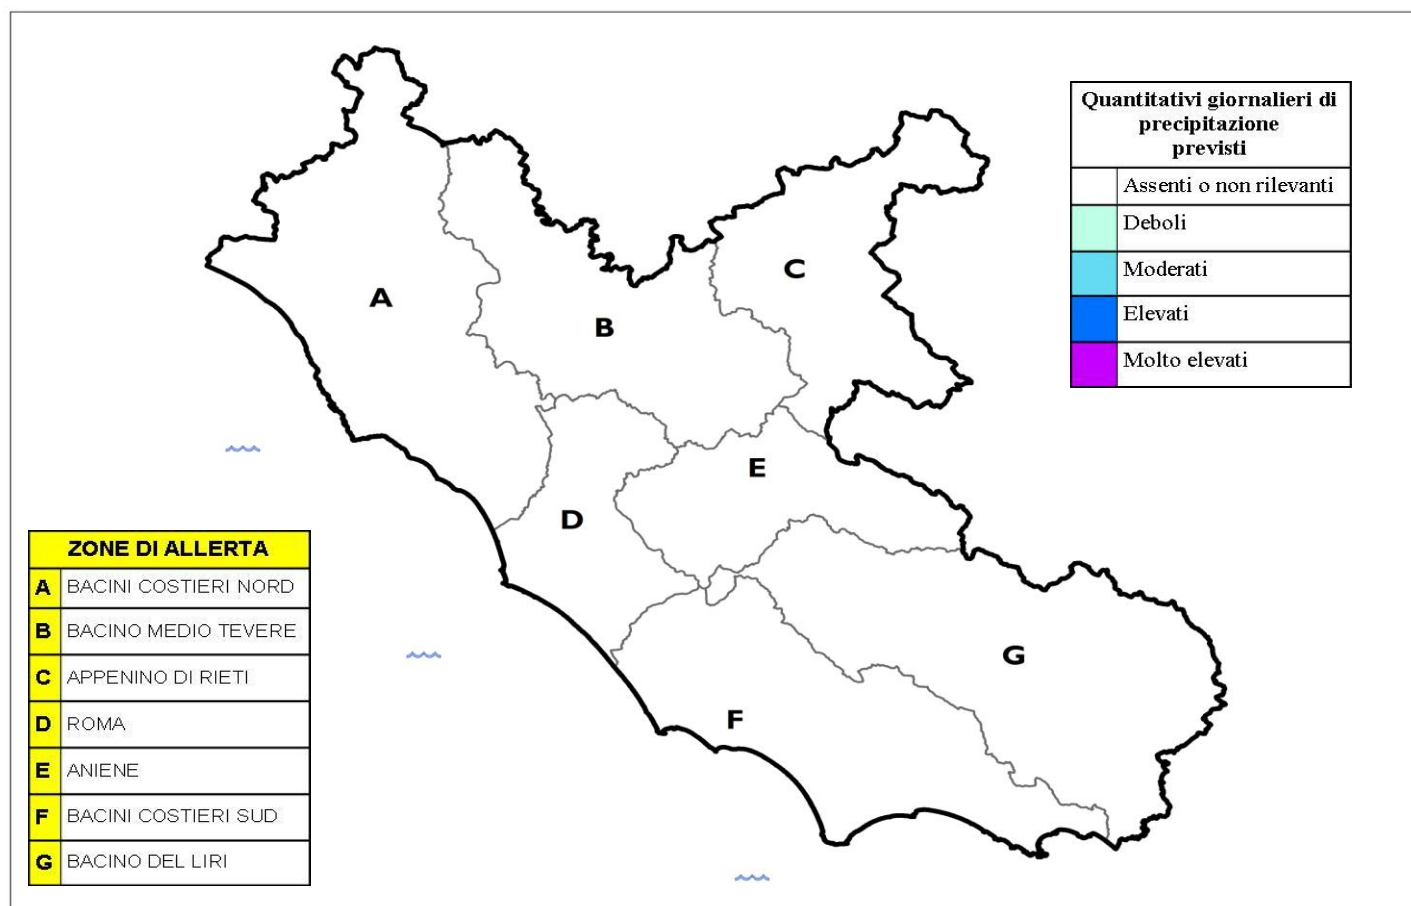 Quantitativi giornalieri di
precipitazione
previsti
Assenti o non rilevanti
Deboli
Moderati
Elevati
Molto elevati
A
B
C
D
E
F
G
ZONE DI ALLERTA
A BACINI COSTIERI NORD
B BACINO MEDIO TEVERE
C APPENINO DI RIETI
D ROMA
E ANIENE
F BACINI COSTIERI SUD
G BACINO DEL LIRI